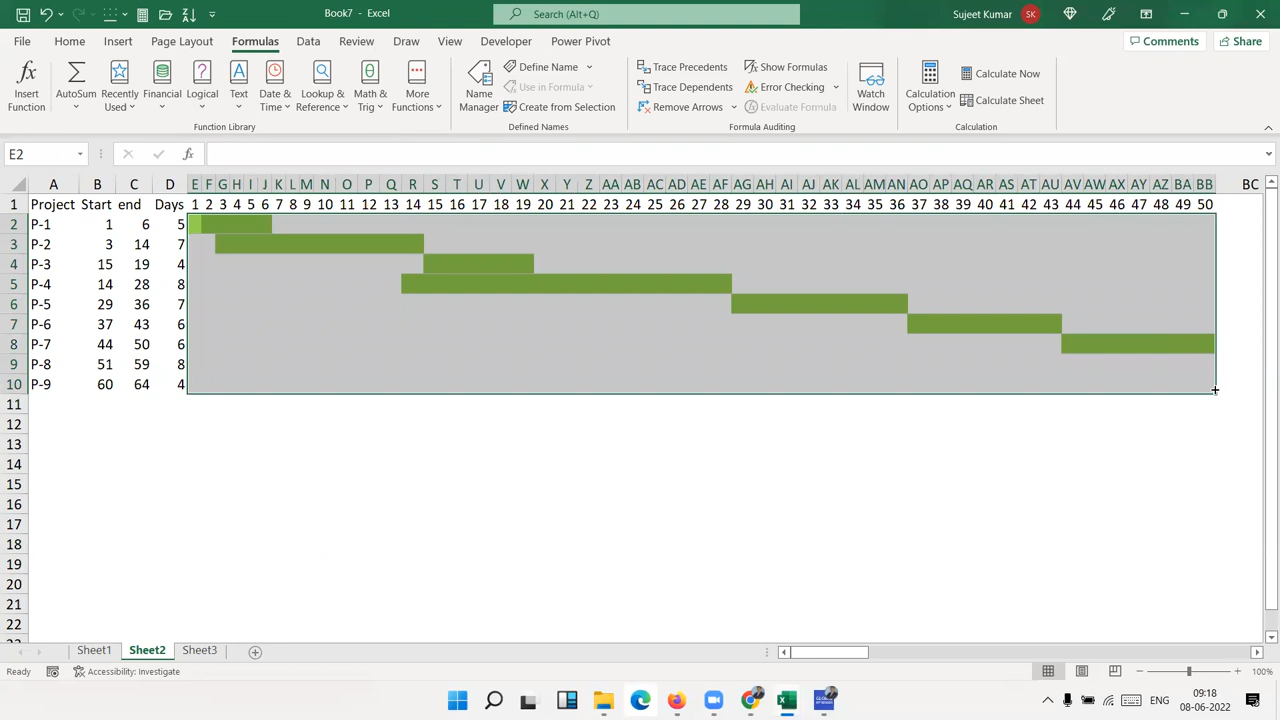 Book7 - Excel
Search (Alt+Q)
Sujeet Kumar
SK
File Home Insert Page Layout Formulas Data Review View Draw Developer Power Pivot
Comments
Share
Insert Function
AutoSum
Recently Used
Financial
Logical
Text
Date & Time
Lookup & Reference
Math & Trig
More Functions
Function Library
Name Manager
Define Name
Use in Formula
Create from Selection
Defined Names
Trace Precedents
Trace Dependents
Remove Arrows
Show Formulas
Error Checking
Evaluate Formula
Formula Auditing
Watch Window
Calculation Options
Calculate Now
Calculate Sheet
Calculation
E2
fx
A B C D E F G H I J K L M N O P Q R S T U V W X Y Z AA AB AC AD AE AF AG AH AI AJ AK AL AM AN AO AP AQ AR AS AT AU AV AW AX AY AZ BA BB BC
1 Project Start end Days 1 2 3 4 5 6 7 8 9 10 11 12 13 14 15 16 17 18 19 20 21 22 23 24 25 26 27 28 29 30 31 32 33 34 35 36 37 38 39 40 41 42 43 44 45 46 47 48 49 50
2 P-1 1 6 5
3 P-2 3 14 7
4 P-3 15 19 4
5 P-4 14 28 8
6 P-5 29 36 7
7 P-6 37 43 6
8 P-7 44 50 6
9 P-8 51 59 8
10 P-9 60 64 4
11
12
13
14
15
16
17
18
19
20
21
22
Sheet1 Sheet2 Sheet3
Ready
Accessibility: Investigate
100%
ENG
09:18
08-06-2022